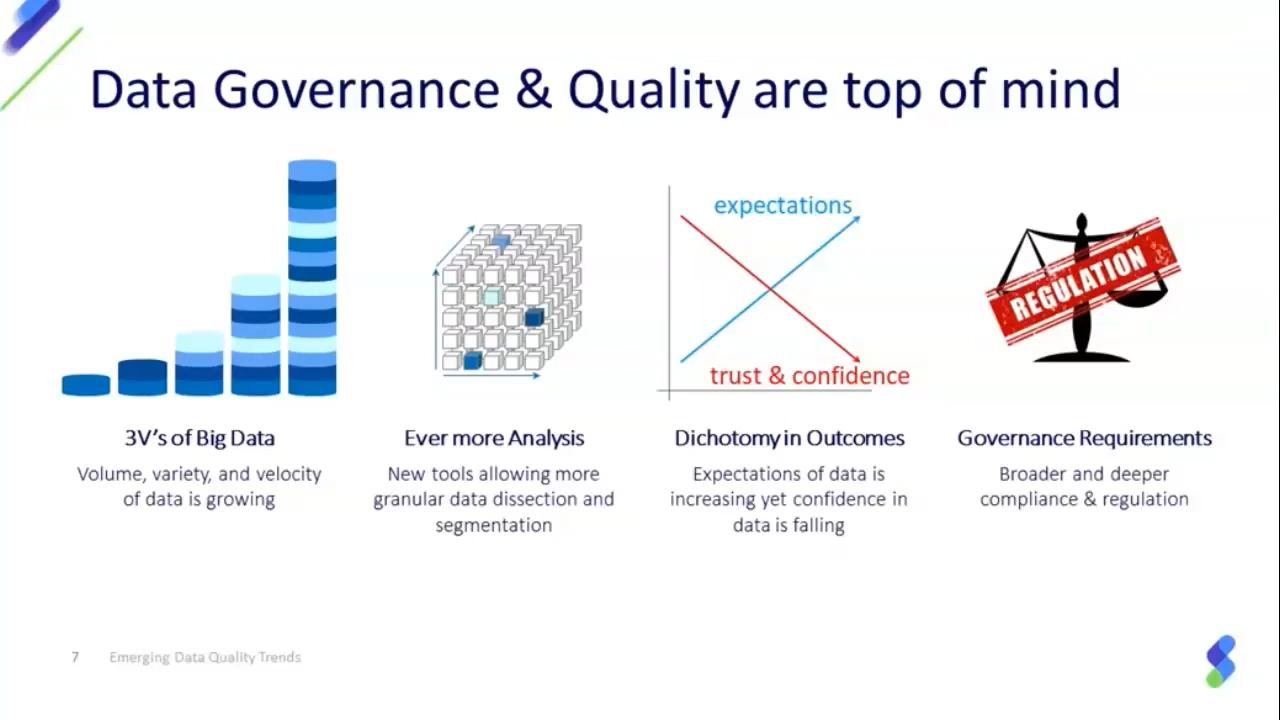 Data Governance & Quality are top of mind
expectations
trust & confidence
REGULATION
3V's of Big Data
Volume, variety, and velocity
of data is growing
Ever more Analysis
New tools allowing more
granular data dissection and
segmentation
Dichotomy in Outcomes
Expectations of data is
increasing yet confidence in
data is falling
Governance Requirements
Broader and deeper
compliance & regulation
7 Emerging Data Quality Trends